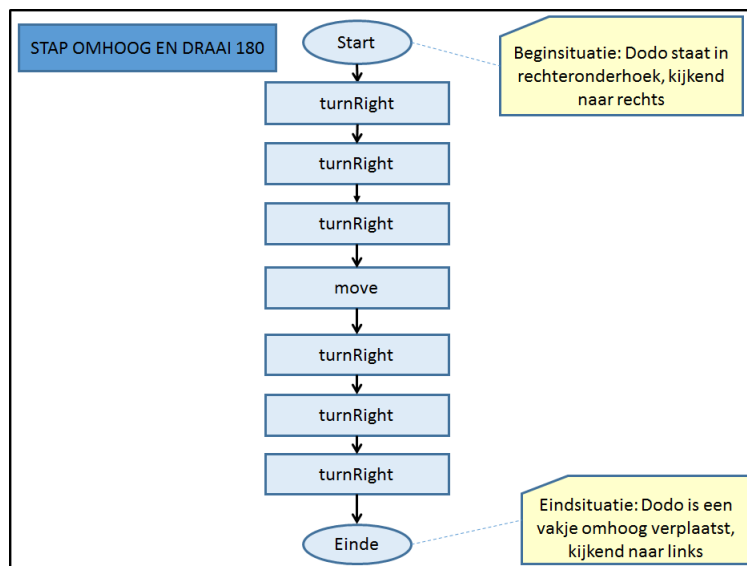 STAP OMHOOG EN DRAAI 180
Start
Beginsituatie: Dodo staat in
rechteronderhoek, kijkend
naar rechts
turnRight
turnRight
turnRight
move
turnRight
turnRight
turnRight
Einde
Eindsituatie: Dodo is een
vakje omhoog verplaatst,
kijkend naar links